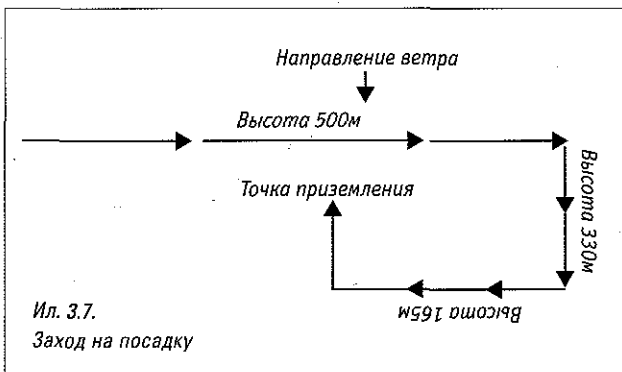 Направление ветра
Высота 500м
Высота 330м
Точка приземления
Высота 165м
Ил. 3.7.
Заход на посадку